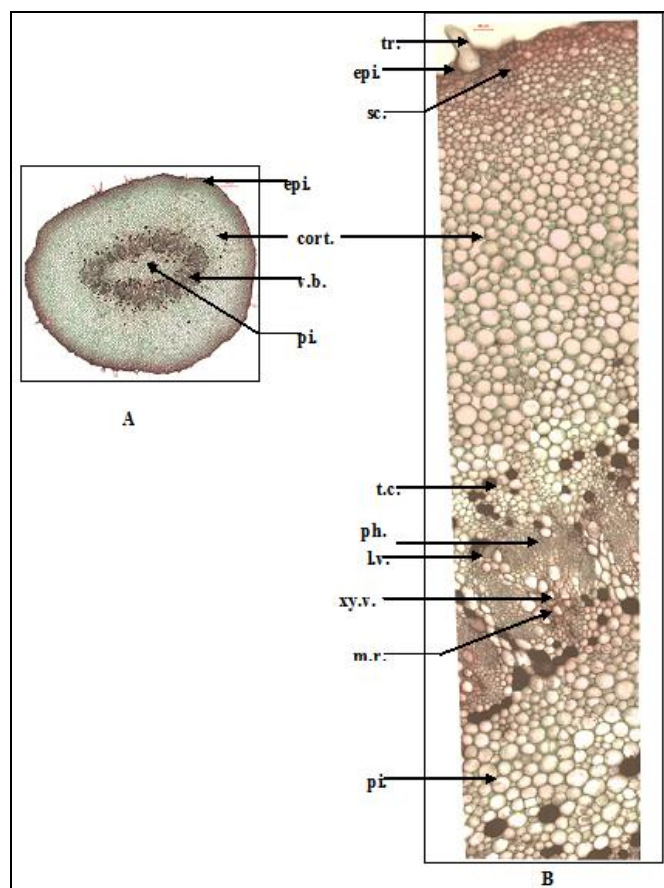 tr.
epi.
sc.
epi.
cort.
v.b.
pi.
A
t.c.
ph.
l.v.
xy.v.
m.r.
pi.
B